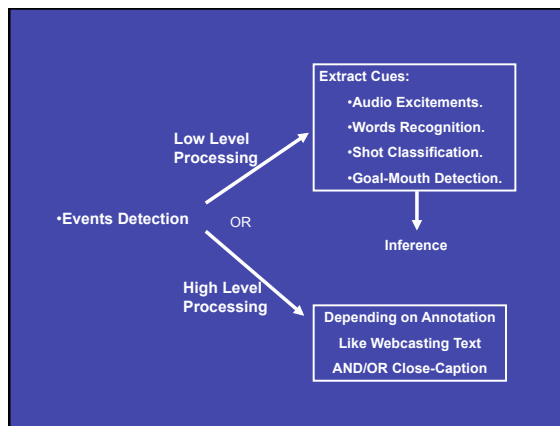 Extract Cues:
•Audio Excitements.
•Words Recognition.
•Shot Classification.
•Goal-Mouth Detection.
Low Level
Processing
•Events Detection
OR
Inference
High Level
Processing
Depending on Annotation
Like Webcasting Text
AND/OR Close-Caption